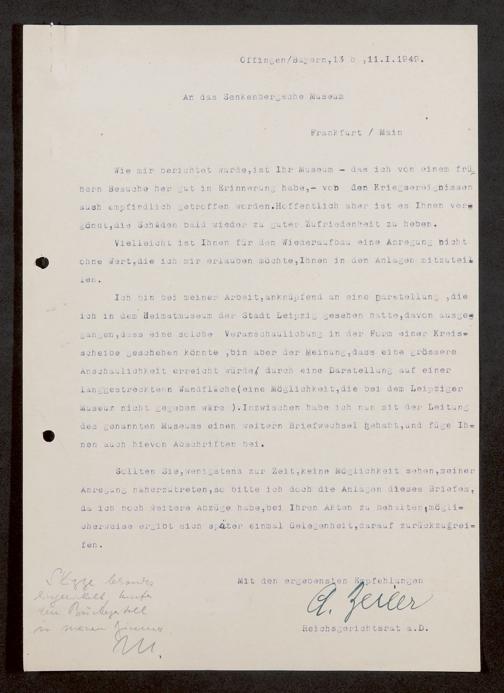 Offingen/Bayern, 13 b ,11.I.1949.
An das Senkenbergsche Museum
Frankfurt / Main
Wie mir berichtet wurde,ist Ihr Museum - das ich von einem frü-
hern Besuche her gut in Erinnerung habe,- von den Kriegsereignissen
auch empfindlich getroffen worden.Hoffentlich aber ist es Ihnen ver=
gönnt,die Schäden bald wieder zu guter Zufriedenheit zu heben.
Vielleicht ist Ihnen für den Wiederaufbau eine Anregung nicht
ohne Wert,die ich mir erlauben möchte,Ihnen in den Anlagen mitzutei
len.
Ich bin bei meiner Arbeit,anknüpfend an eine Darstellung ,die
ich in dem Heimatmuseum der Stadt Leipzig gesehen hatte,davon ausge=
gangen,dass eine solche Veranschaulichung in der Form einer Kreis=
scheibe geschehen könnte ,bin aber der Meinung,dass eine grössere
Anschaulichkeit erreicht würde, durch eine Darstellung auf einer
langgestreckten Wandfläche(eine Möglichkeit,die bei dem Leipziger
Museum nicht gegeben wäre ).Inzwischen habe ich nun mit der Leitung
des genannten Museums einen weitern Briefwechsel gehabt,und füge Ih=
nen auch hievon Abschriften bei.
Sollten Sie,wenigstens zur Zeit,keine Möglichkeit sehen,meiner
Anregung näherzutreten,so bitte ich doch die Anlagen dieses Briefes,
da ich noch weitere Abzüge habe,bei Ihren Akten zu behalten,mögli=
cherweise ergibt sich später einmal Gelegenheit,darauf zurückzugrei=
fen.
Mit den ergebensten Empfehlungen
A. Zeiler
Reichsgerichtsrat a.D.
Skizze
in